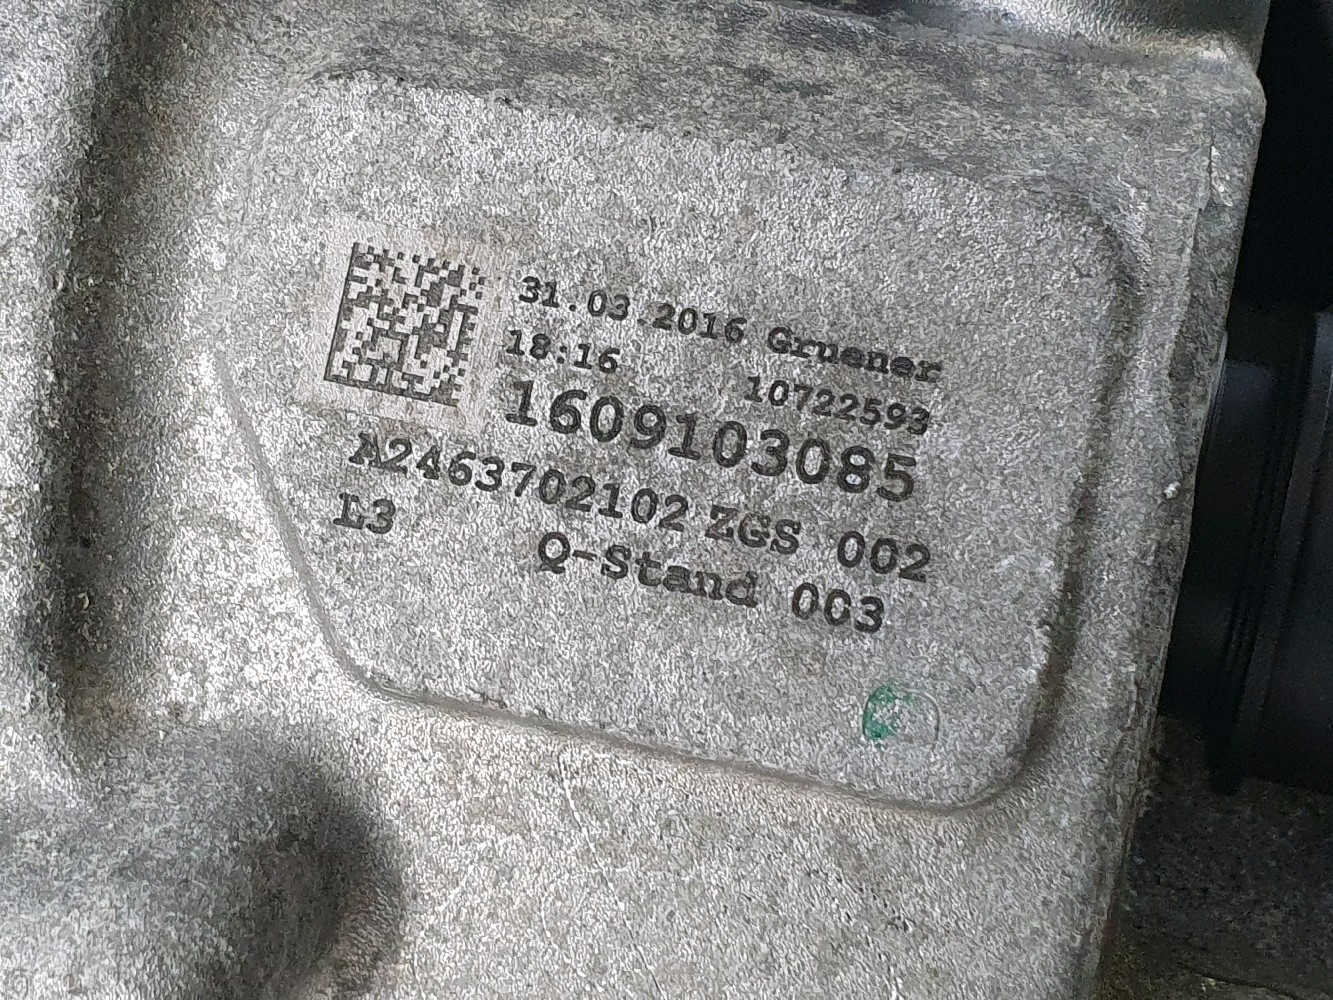 31.03.2016 Gruener
18:16 10722593
1609103085
A2463702102 ZGS 002
L3 Q-Stand 003